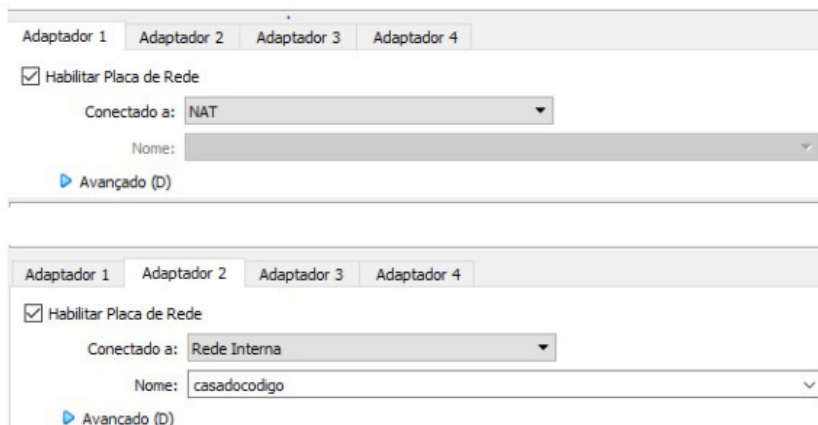 Adaptador 1 Adaptador 2 Adaptador 3 Adaptador 4
Habilitar Placa de Rede
Conectado a: NAT
Nome:
Avançado (D)
Adaptador 1 Adaptador 2 Adaptador 3 Adaptador 4
Habilitar Placa de Rede
Conectado a: Rede Interna
Nome: casadocodigo
Avançado (D)